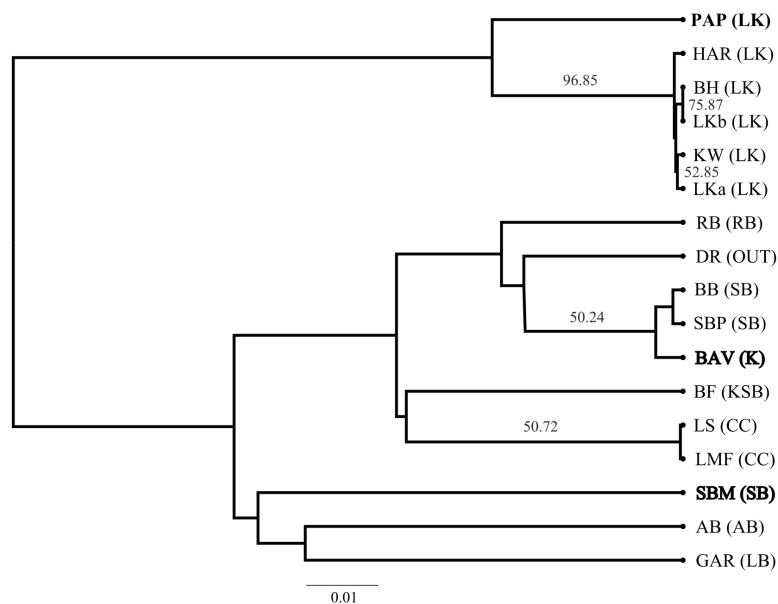 PAP (LK)
HAR (LK)
96.85
BH (LK)
75.87
LKb (LK)
KW (LK)
52.85
LKa (LK)
RB (RB)
DR (OUT)
BB (SB)
50.24
SBP (SB)
BAV (K)
BF (KSB)
50.72
LS (CC)
LMF (CC)
SBM (SB)
AB (AB)
GAR (LB)
0.01